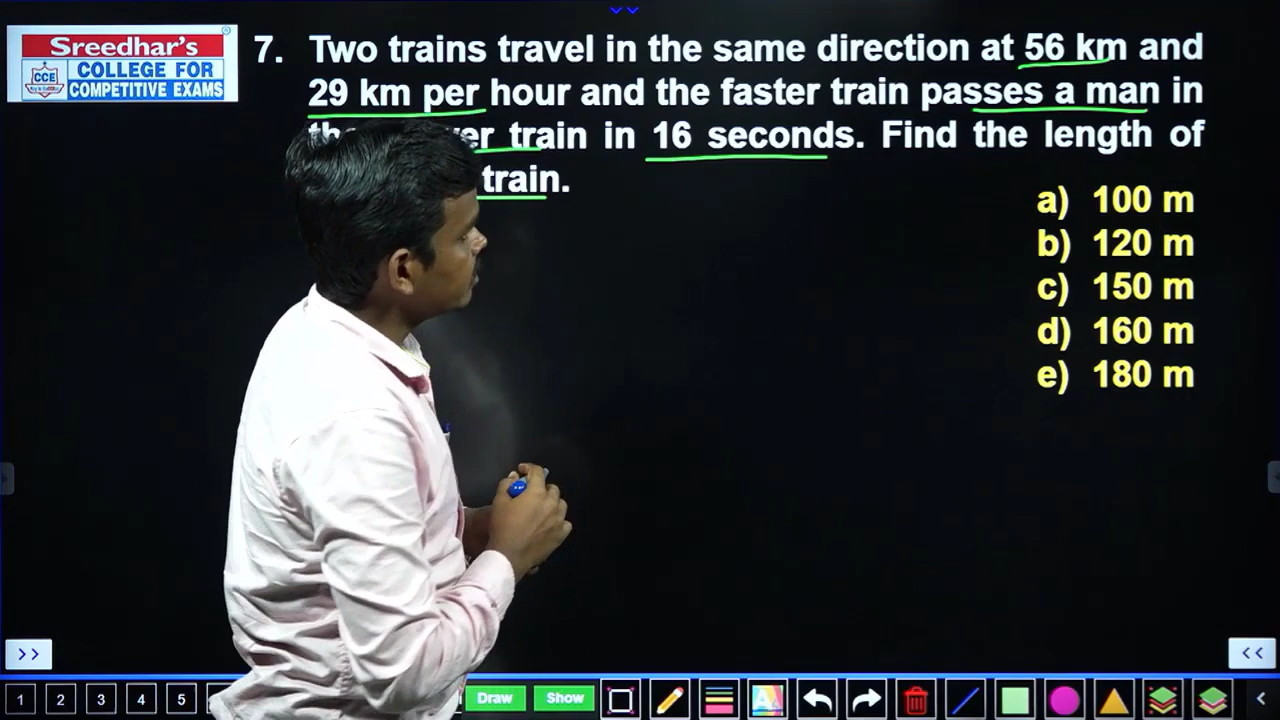 Sreedhar's
CCE
COLLEGE FOR
COMPETITIVE EXAMS
7. Two trains travel in the same direction at 56 km and
29 km per hour and the faster train passes a man in
train in 16 seconds. Find the length of
train.
a) 100 m
b) 120 m
c) 150 m
d) 160 m
e) 180 m
>>
<<
1 2 3 4 5 Draw Show